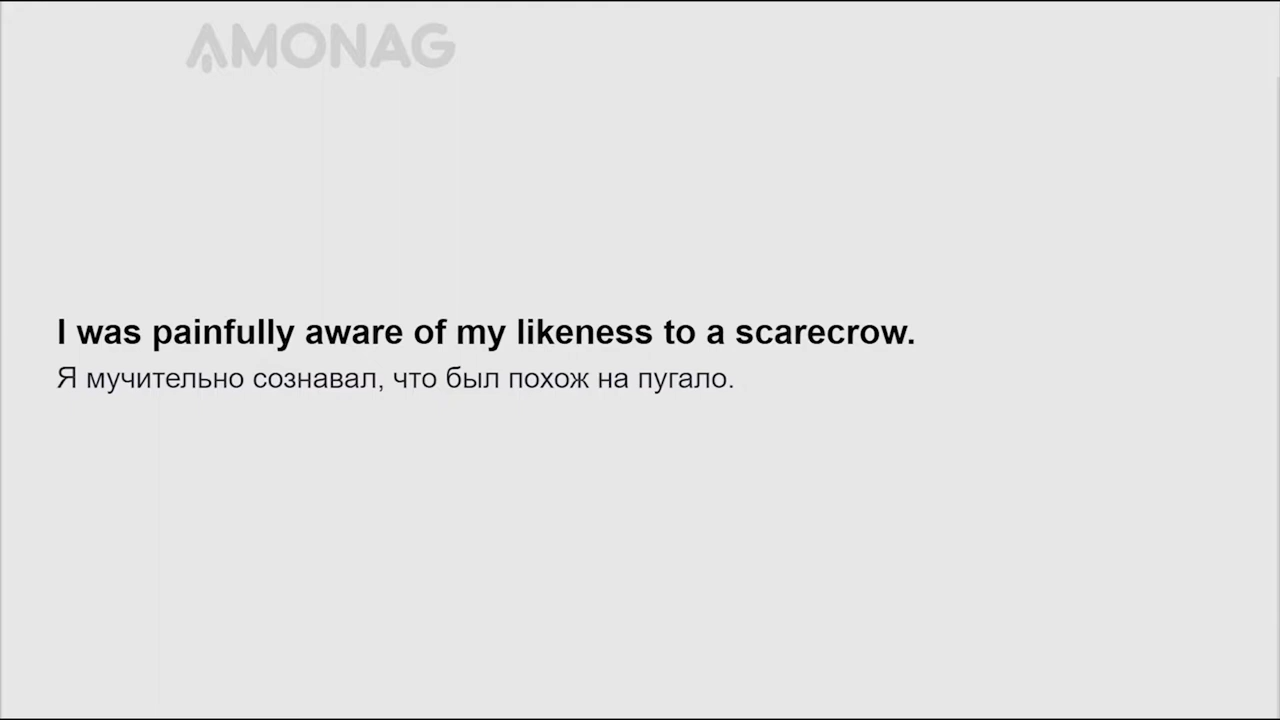 AMONAG
I was painfully aware of my likeness to a scarecrow.
Я мучительно сознавал, что был похож на пугало.